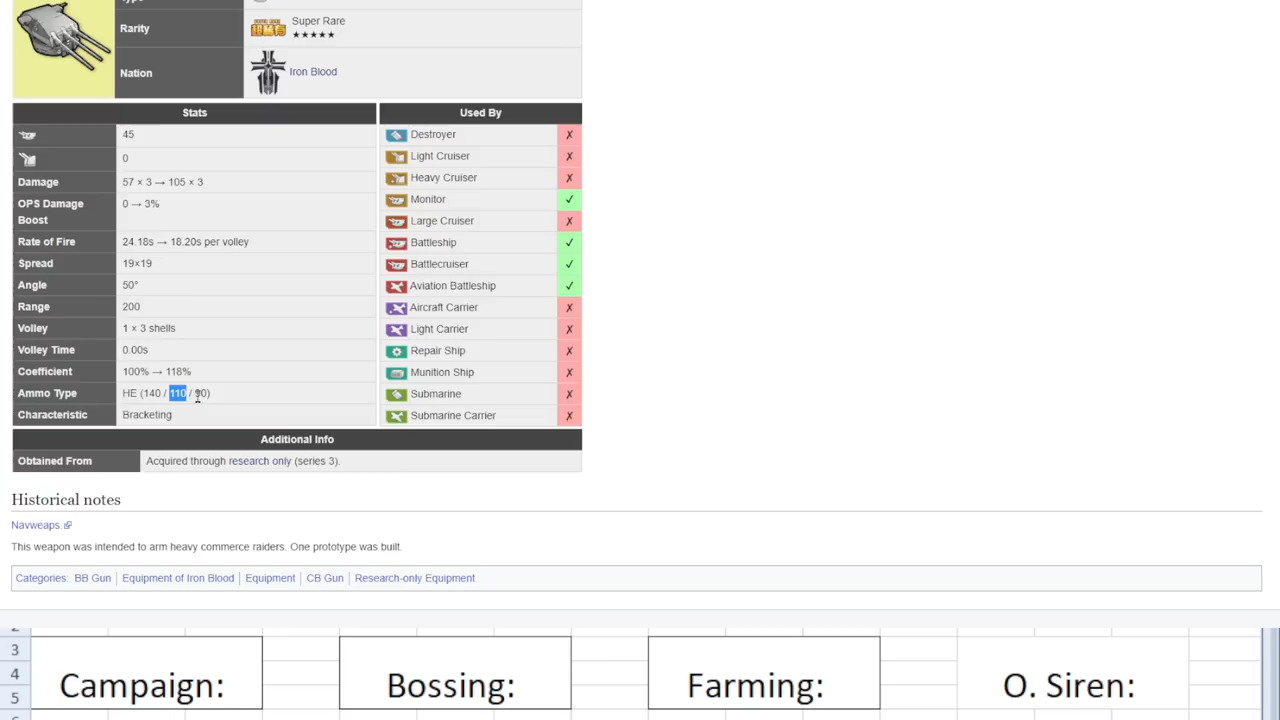 Rarity
Super Rare
★★★★★
Nation
Iron Blood
Stats
Used By
45
Destroyer ✗
0
Light Cruiser ✗
Damage
57 × 3 → 105 × 3
Heavy Cruiser ✗
OPS Damage Boost
0 → 3%
Monitor ✓
Large Cruiser ✗
Rate of Fire
24.18s → 18.20s per volley
Battleship ✓
Spread
19×19
Battlecruiser ✓
Angle
50°
Aviation Battleship ✓
Range
200
Aircraft Carrier ✗
Volley
1 × 3 shells
Light Carrier ✗
Volley Time
0.00s
Repair Ship ✗
Coefficient
100% → 118%
Munition Ship ✗
Ammo Type
HE (140 / 110 / 90)
Submarine ✗
Characteristic
Bracketing
Submarine Carrier ✗
Additional Info
Obtained From
Acquired through research only (series 3).
Historical notes
Navweaps.
This weapon was intended to arm heavy commerce raiders. One prototype was built.
Categories: BB Gun | Equipment of Iron Blood | Equipment | CB Gun | Research-only Equipment
3
4
5
Campaign:
Bossing:
Farming:
O. Siren: